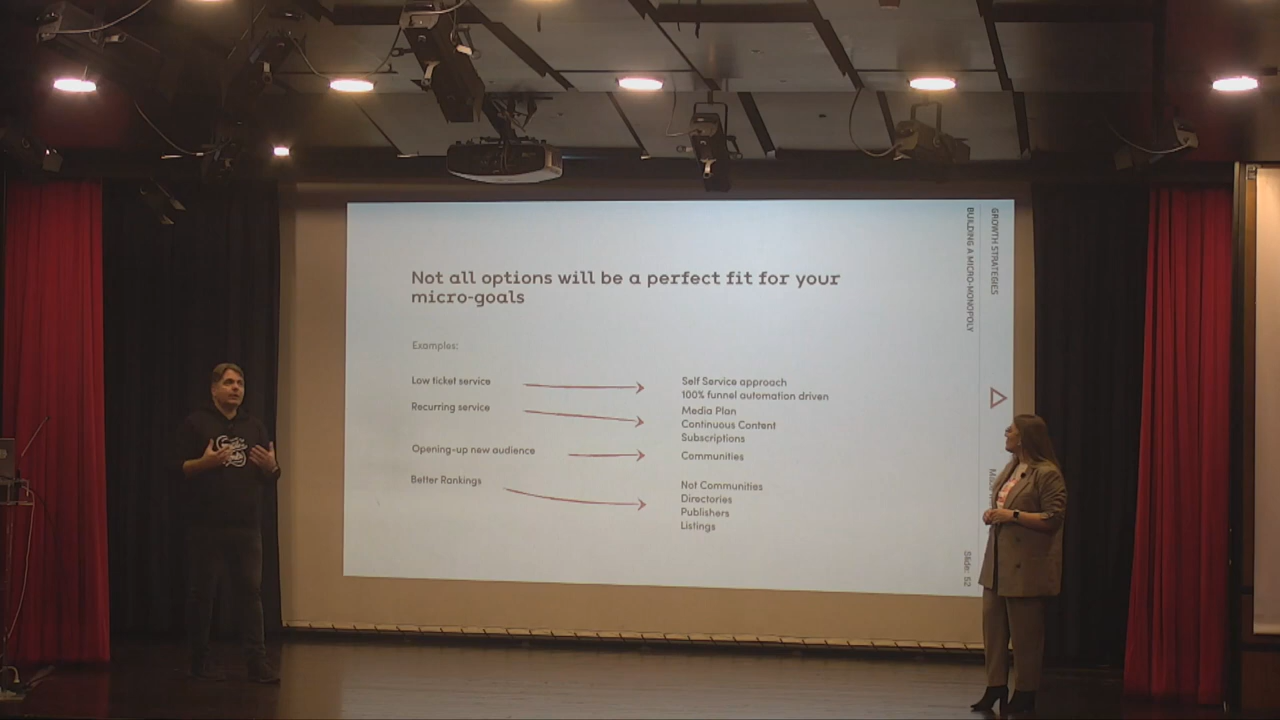 Not all options will be a perfect fit for your
micro-goals
Examples:
Low ticket service
Self Service approach
100% funnel automation driven
Recurring service
Media Plan
Continuous Content
Subscriptions
Opening-up new audience
Communities
Better Rankings
Not Communities
Directories
Publishers
Listings
GROWTH STRATEGIES
BUILDING A MICRO-MONOPOLY
Slide: 52